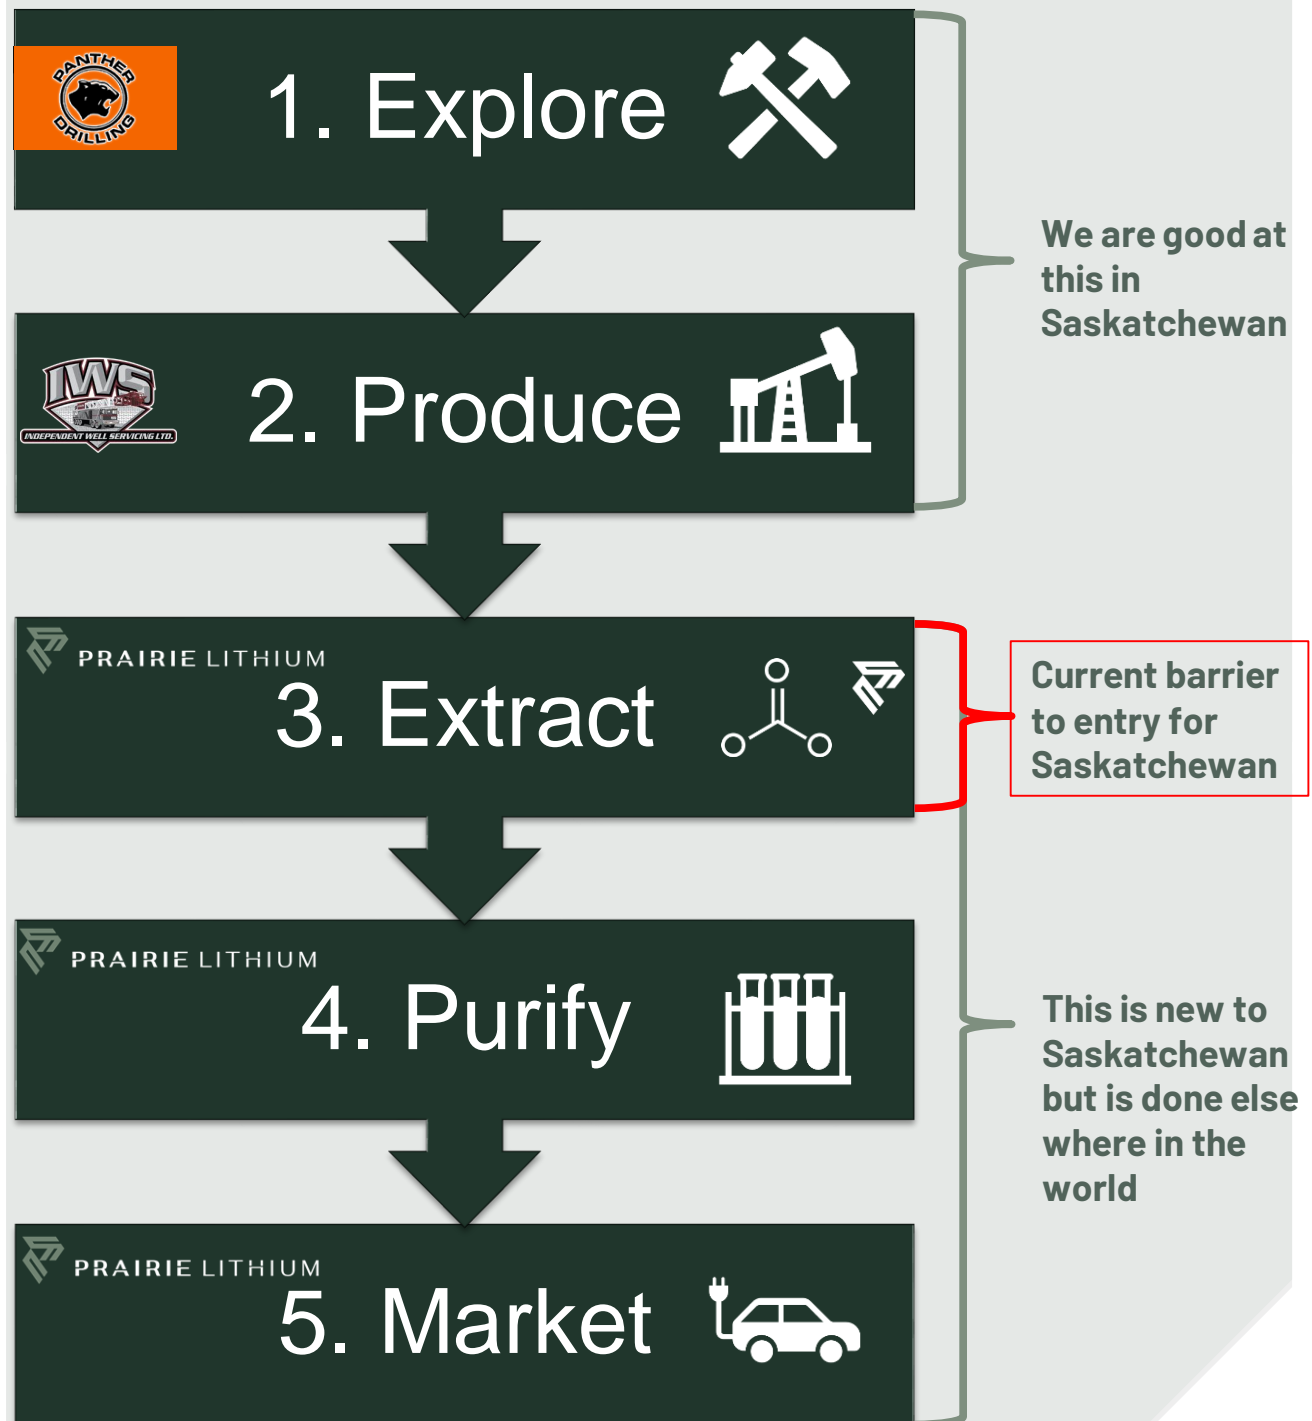 PANTHER
DRILLING
1. Explore
We are good at
this in
Saskatchewan
IWS
INDEPENDENT WELL SERVICING LTD.
2. Produce
PRAIRIE LITHIUM
3. Extract
O
O
O
Current barrier
to entry for
Saskatchewan
PRAIRIE LITHIUM
4. Purify
This is new to
Saskatchewan
but is done else
where in the
world
PRAIRIE LITHIUM
5. Market